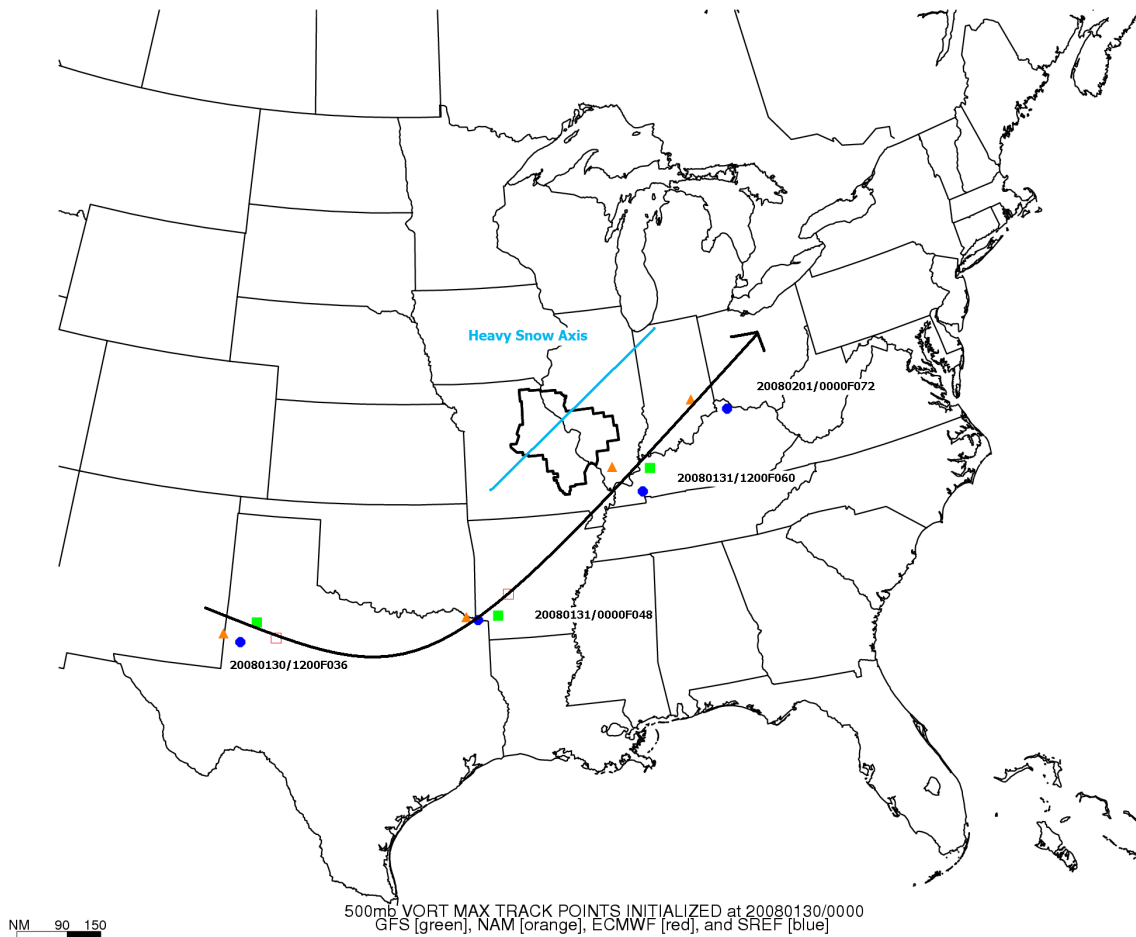 Heavy Snow Axis
20080201/0000F072
20080131/1200F060
20080131/0000F048
20080130/1200F036
500mb VORT MAX TRACK POINTS INITIALIZED at 20080130/0000
GFS [green], NAM [orange], ECMWF [red], and SREF [blue]
NM 90 150